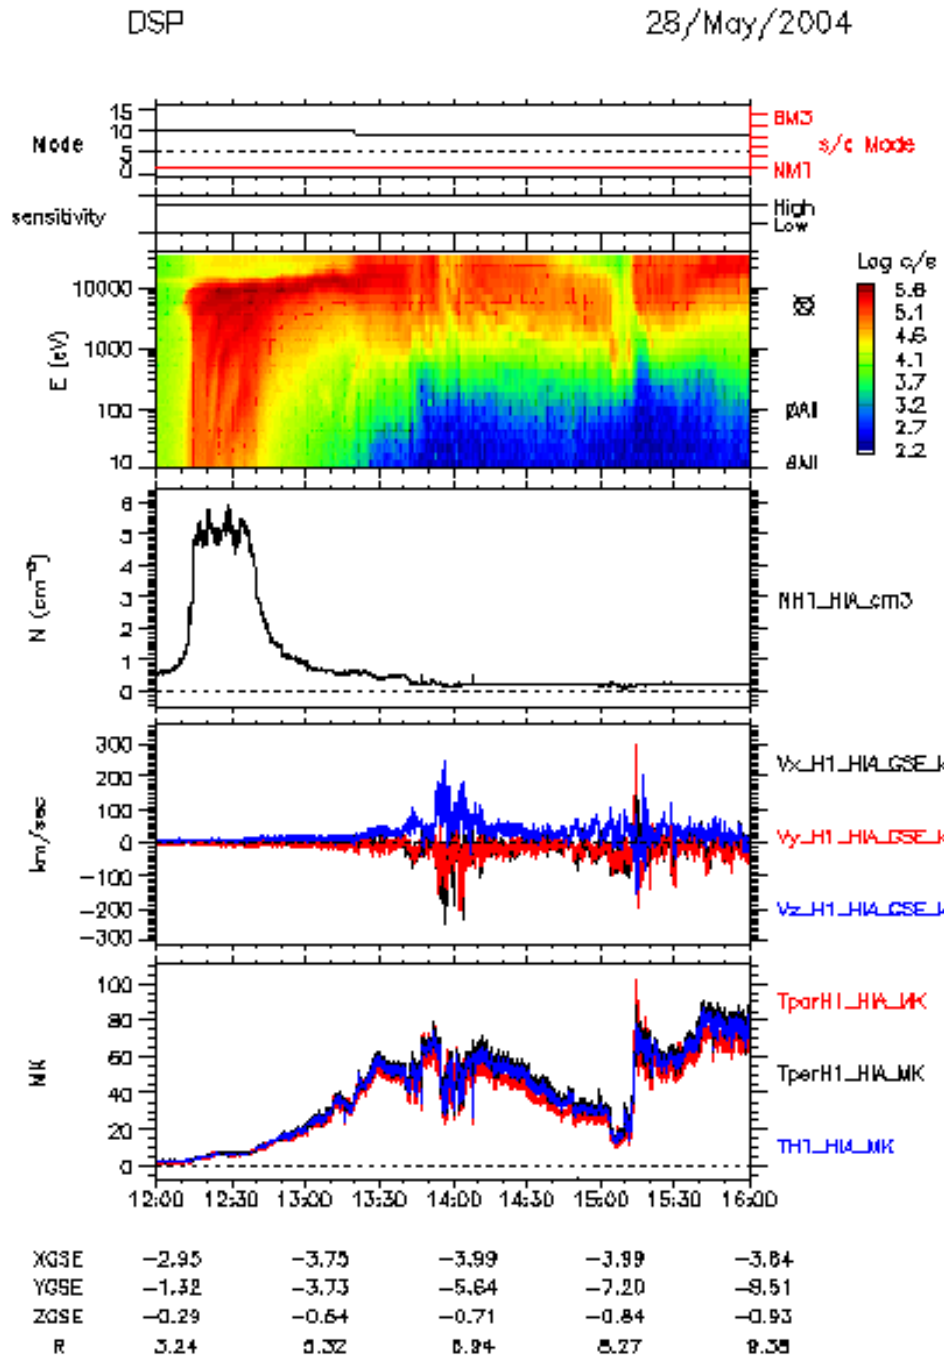 DSP 28/May/2004
Mode 15 10 5 0 BM3 NM1 s/c Mode
sensitivity High Low
E (eV) 10000 1000 100 10
Log c/s 5.6 5.1 4.6 4.1 3.7 3.2 2.7 2.2
N (cm⁻³) 6 5 4 3 2 1 0 NH1_HIA_cm3
km/sec 300 200 100 0 −100 −200 −300
Vx_H1_HIA_GSE_k
Vy_H1_HIA_GSE_k
Vz_H1_HIA_GSE_k
MK 100 80 60 40 20 0
TparH1_HIA_MK
TperH1_HIA_MK
TH1_HIA_MK
12:00 12:30 13:00 13:30 14:00 14:30 15:00 15:30 16:00
XGSE −2.95 −3.75 −3.99 −3.99 −3.84
YGSE −1.32 −3.73 −5.64 −7.20 −8.51
ZGSE −0.29 −0.54 −0.71 −0.84 −0.93
R 3.24 5.32 6.94 8.27 9.38